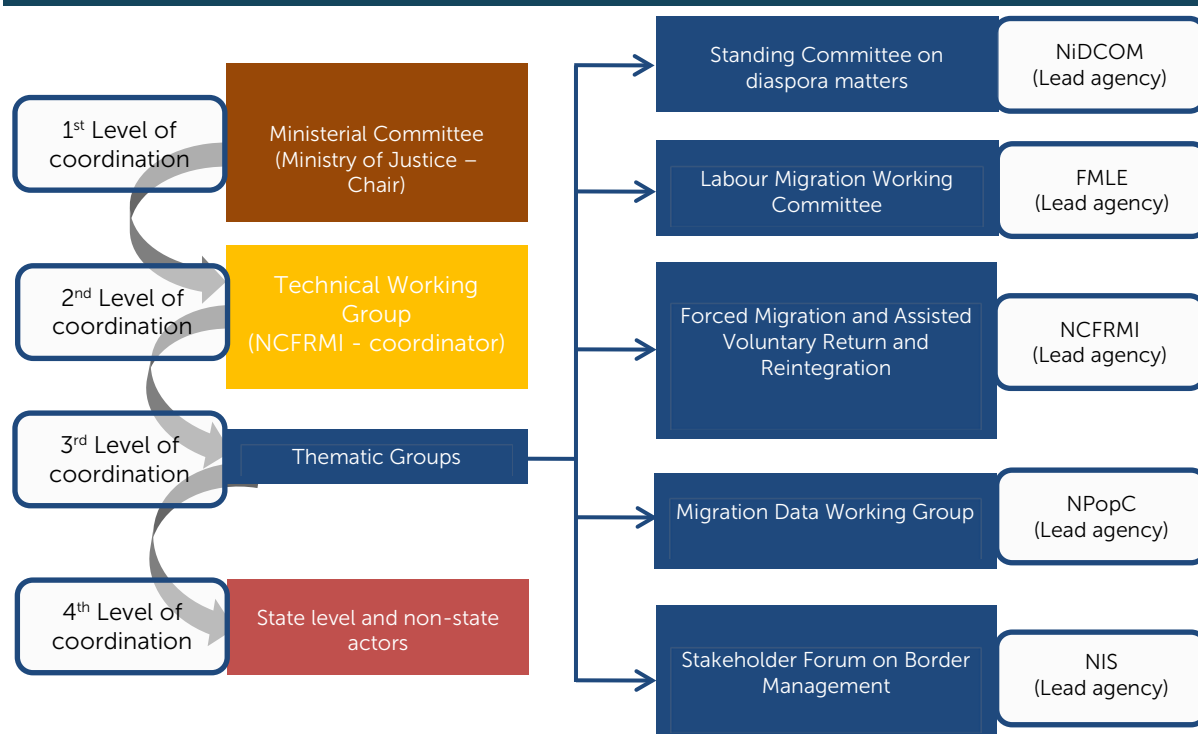 1st Level of
coordination
Ministerial Committee
(Ministry of Justice –
Chair)
2nd Level of
coordination
Technical Working
Group
(NCFRMI - coordinator)
3rd Level of
coordination
Thematic Groups
4th Level of
coordination
State level and non-state
actors
Standing Committee on
diaspora matters
NiDCOM
(Lead agency)
Labour Migration Working
Committee
FMLE
(Lead agency)
Forced Migration and Assisted
Voluntary Return and
Reintegration
NCFRMI
(Lead agency)
Migration Data Working Group
NPopC
(Lead agency)
Stakeholder Forum on Border
Management
NIS
(Lead agency)